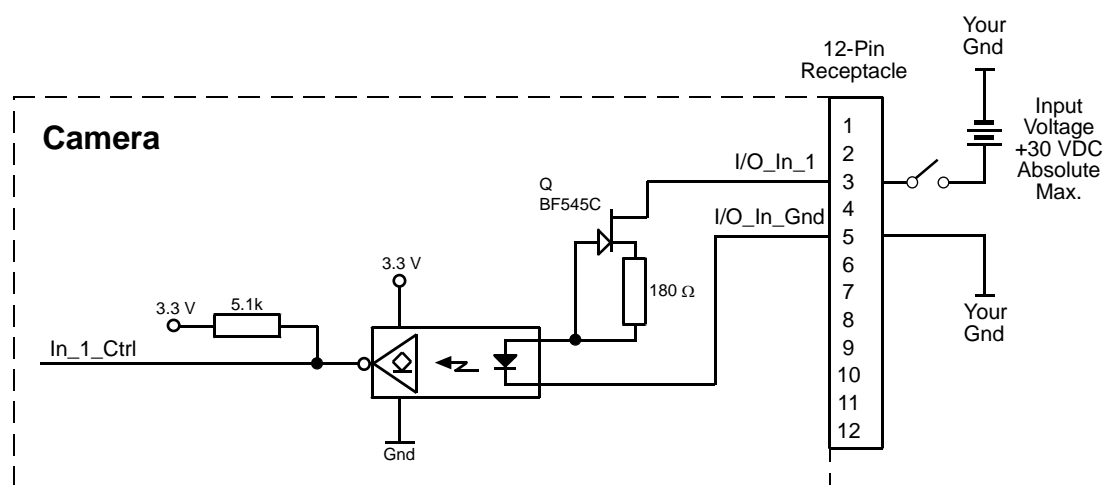 Your
Gnd
12-Pin
Receptacle
Input
Voltage
+30 VDC
Absolute
Max.
Camera
1
2
3
4
5
6
7
8
9
10
11
12
I/O_In_1
Q
BF545C
I/O_In_Gnd
3.3 V
180 Ω
3.3 V
5.1k
In_1_Ctrl
Your
Gnd
Gnd